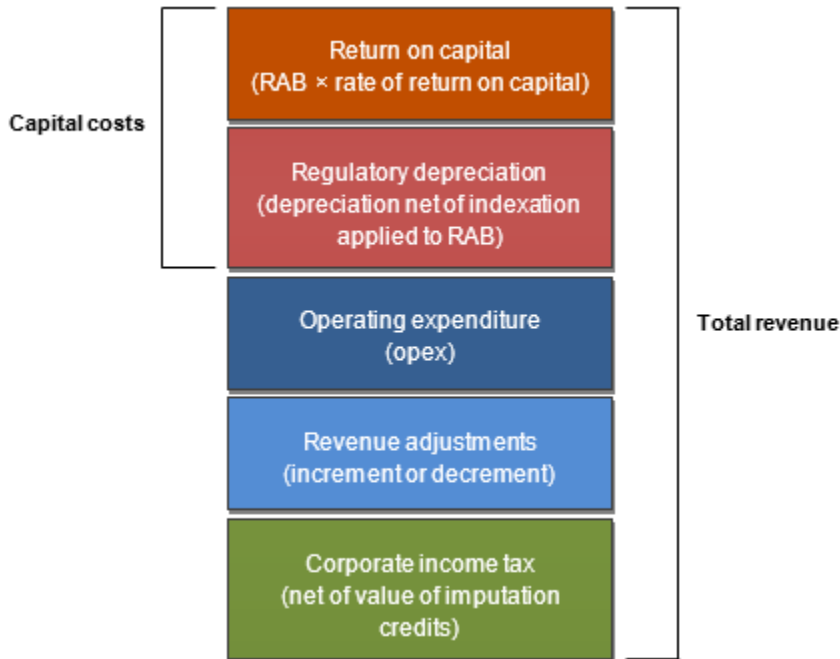 Return on capital
(RAB × rate of return on capital)
Capital costs
Regulatory depreciation
(depreciation net of indexation
applied to RAB)
Operating expenditure
(opex)
Total revenue
Revenue adjustments
(increment or decrement)
Corporate income tax
(net of value of imputation
credits)